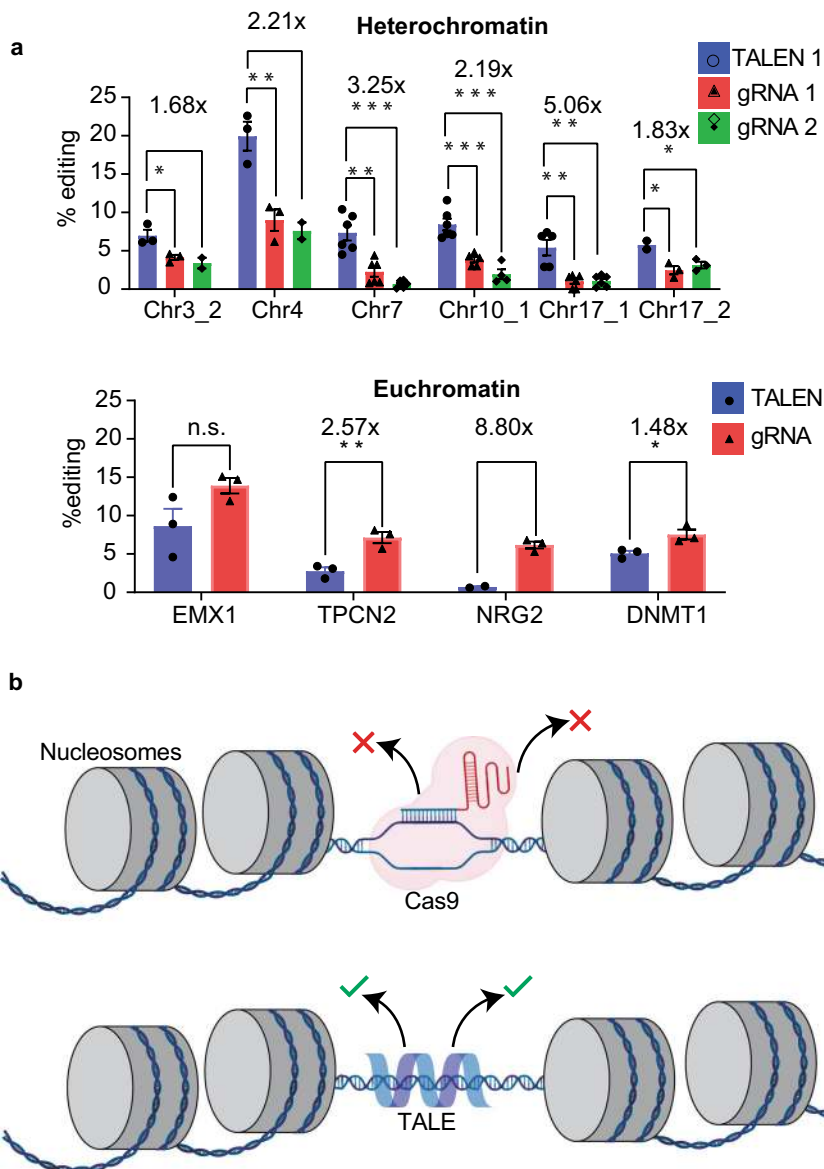 a
Heterochromatin
TALEN 1
gRNA 1
gRNA 2
1.68x
2.21x
3.25x
2.19x
5.06x
1.83x
*
**
**
***
***
***
**
**
*
*
% editing
25
20
15
10
5
0
Chr3_2
Chr4
Chr7
Chr10_1
Chr17_1
Chr17_2
Euchromatin
TALEN
gRNA
n.s.
2.57x
**
8.80x
1.48x
*
%editing
25
20
15
10
5
0
EMX1
TPCN2
NRG2
DNMT1
b
Nucleosomes
Cas9
TALE